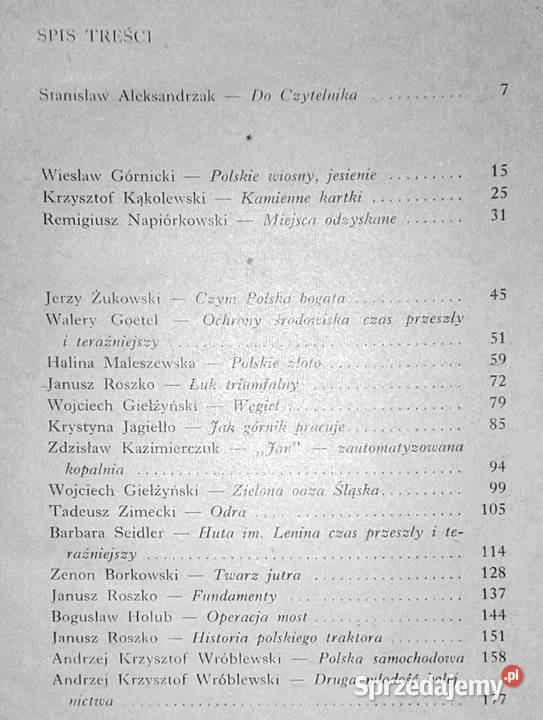 SPIS TREŚCI
Stanisław Aleksandrzak — Do Czytelnika ........... 7
*
Wiesław Górnicki — Polskie wiosny, jesienie ......... 15
Krzysztof Kąkolewski — Kamienne kartki .......... 25
Remigiusz Napiórkowski — Miejsca odzyskane ....... 31
*
Jerzy Żukowski — Czym Polska bogata ............ 45
Walery Goetel — Ochrony środowiska czas przeszły
i teraźniejszy ............................ 51
Halina Maleszewska — Polskie złoto ............. 59
Janusz Roszko — Łuk triumfalny ............... 72
Wojciech Giełżyński — Węgiel ................. 79
Krystyna Jagiełło — Jak górnik pracuje ........... 85
Zdzisław Kazimierczuk — „Jan" — zautomatyzowana
kopalnia ............................... 94
Wojciech Giełżyński — Zielona oaza Śląska ......... 99
Tadeusz Zimecki — Odra ..................... 105
Barbara Seidler — Huta im. Lenina czas przeszły i te-
raźniejszy .............................. 114
Zenon Borkowski — Twarz jutra ................ 128
Janusz Roszko — Fundamenty .................. 137
Bogusław Holub — Operacja most ............... 144
Janusz Roszko — Historia polskiego traktora ........ 151
Andrzej Krzysztof Wróblewski — Polska samochodowa 158
Andrzej Krzysztof Wróblewski — Druga młodość kolej-
nictwa ................................ 177
Sprzedajemy.pl